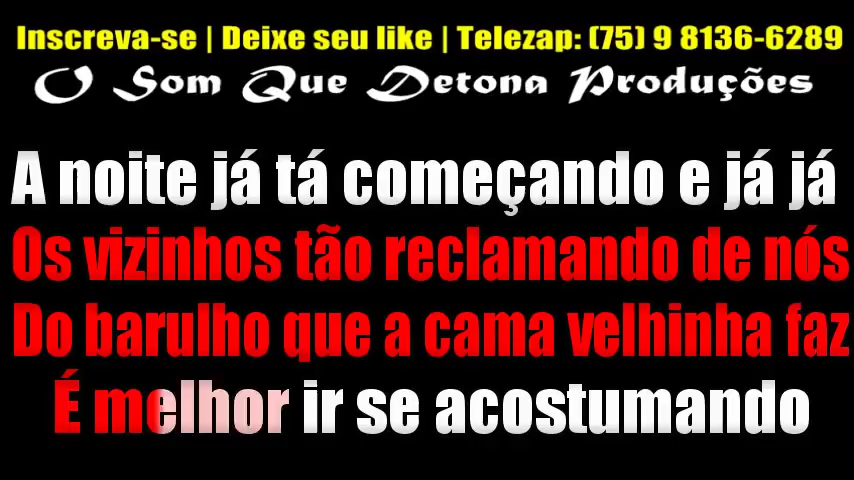 Inscreva-se | Deixe seu like | Telezap: (75) 9 8136-6289
O Som Que Detona Produções
A noite já tá começando e já já
Os vizinhos tão reclamando de nós
Do barulho que a cama velhinha faz
É melhor ir se acostumando